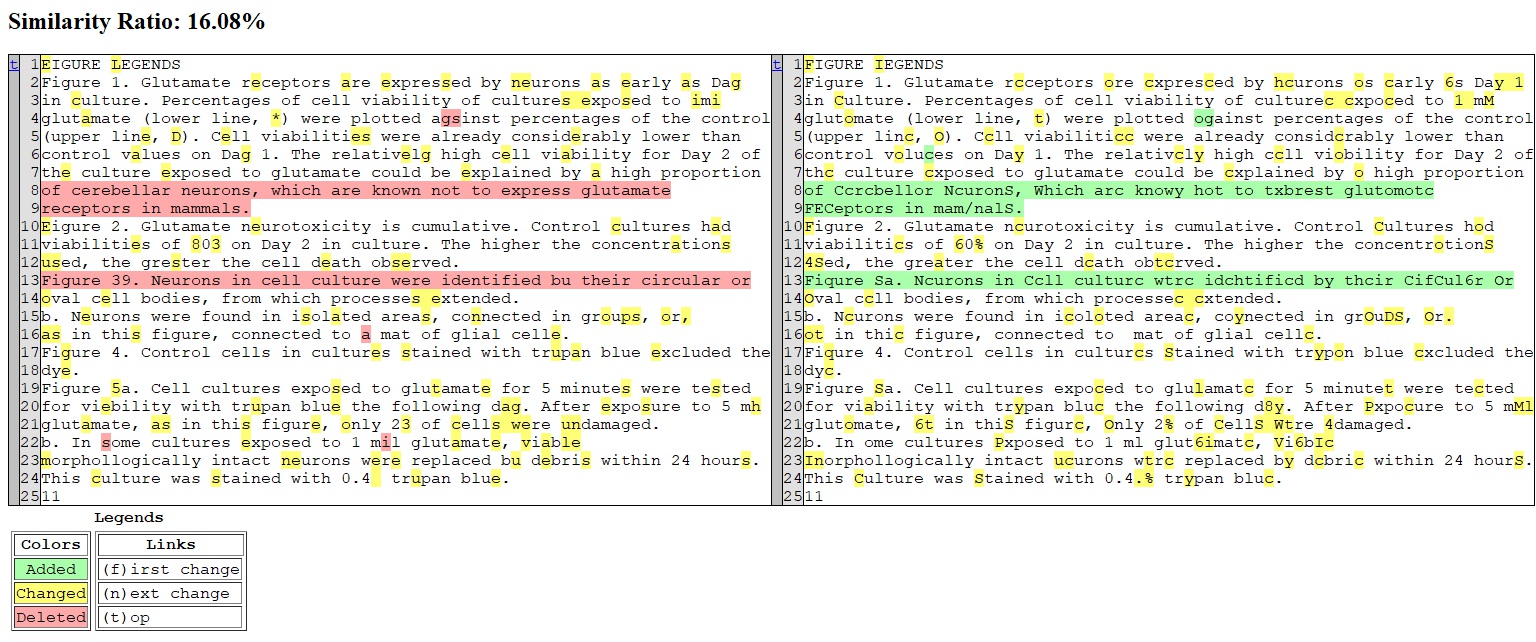 Similarity Ratio: 16.08%
t 1 EIGURE LEGENDS
2 Figure 1. Glutamate receptors are expressed by neurons as early as Dag
3 in culture. Percentages of cell viability of cultures exposed to imi
4 glutamate (lower line, *) were plotted agsinst percentages of the control
5 (upper line, D). Cell viabilities were already considerably lower than
6 control values on Dag 1. The relativelg high cell viability for Day 2 of
7 the culture exposed to glutamate could be explained by a high proportion
8 of cerebellar neurons, which are known not to express glutamate
9 receptors in mammals.
10 Eigure 2. Glutamate neurotoxicity is cumulative. Control cultures had
11 viabilities of 803 on Day 2 in culture. The higher the concentrations
12 used, the grester the cell death observed.
13 Figure 39. Neurons in cell culture were identified bu their circular or
14 oval cell bodies, from which processes extended.
15 b. Neurons were found in isolated areas, connected in groups, or,
16 as in this figure, connected to a mat of glial celle.
17 Figure 4. Control cells in cultures stained with trupan blue excluded the
18 dye.
19 Figure 5a. Cell cultures exposed to glutamate for 5 minutes were tested
20 for viebility with trupan blue the following dag. After exposure to 5 mh
21 glutamate, as in this figure, only 23 of cells were undamaged.
22 b. In some cultures exposed to 1 mil glutamate, viable
23 morphollogically intact neurons were replaced bu debris within 24 hours.
24 This culture was stained with 0.4 trupan blue.
25 11
t 1 FIGURE IEGENDS
2 Figure 1. Glutamate rcceptors ore cxpresced by hcurons os carly 6s Day 1
3 in Culture. Percentages of cell viability of culturec cxpoced to 1 mM
4 glutomate (lower line, t) were plotted ogainst percentages of the control
5 (upper linc, O). Ccll viabiliticc were already considcrably lower than
6 control voluces on Day 1. The relativcly high ccll viobility for Day 2 of
7 thc culture cxposed to glutamate could be cxplained by o high proportion
8 of Ccrcbellor NcuronS, Which arc knowy hot to txbrest glutomotc
9 FECeptors in mam/nalS.
10 Figure 2. Glutamate ncurotoxicity is cumulative. Control Cultures hod
11 viabilitics of 60% on Day 2 in culture. The higher the concentrotionS
12 4Sed, the greater the cell dcath obtcrved.
13 Fiqure Sa. Ncurons in Ccll culturc wtrc idchtificd by thcir CifCul6r Or
14 Oval ccll bodies, from which processec cxtended.
15 b. Ncurons were found in icoloted areac, coynected in grOuDS, Or.
16 ot in thic figure, connected to  mat of glial cellc.
17 Fiqure 4. Control cells in culturcs Stained with trypon blue cxcluded the
18 dyc.
19 Figure Sa. Cell cultures expoced to glulamatc for 5 minutet were tected
20 for viability with trypan bluc the following d8y. After Pxpocure to 5 mMl
21 glutomate, 6t in thiS figurc, Only 2% of CellS Wtre 4damaged.
22 b. In ome cultures Pxposed to 1 ml glut6imatc, Vi6bIc
23 Inorphollogically intact ucurons wtrc replaced by dcbric within 24 hourS.
24 This Culture was Stained with 0.4.% trypan bluc.
25 11
Legends
Colors Links
Added (f)irst change
Changed (n)ext change
Deleted (t)op